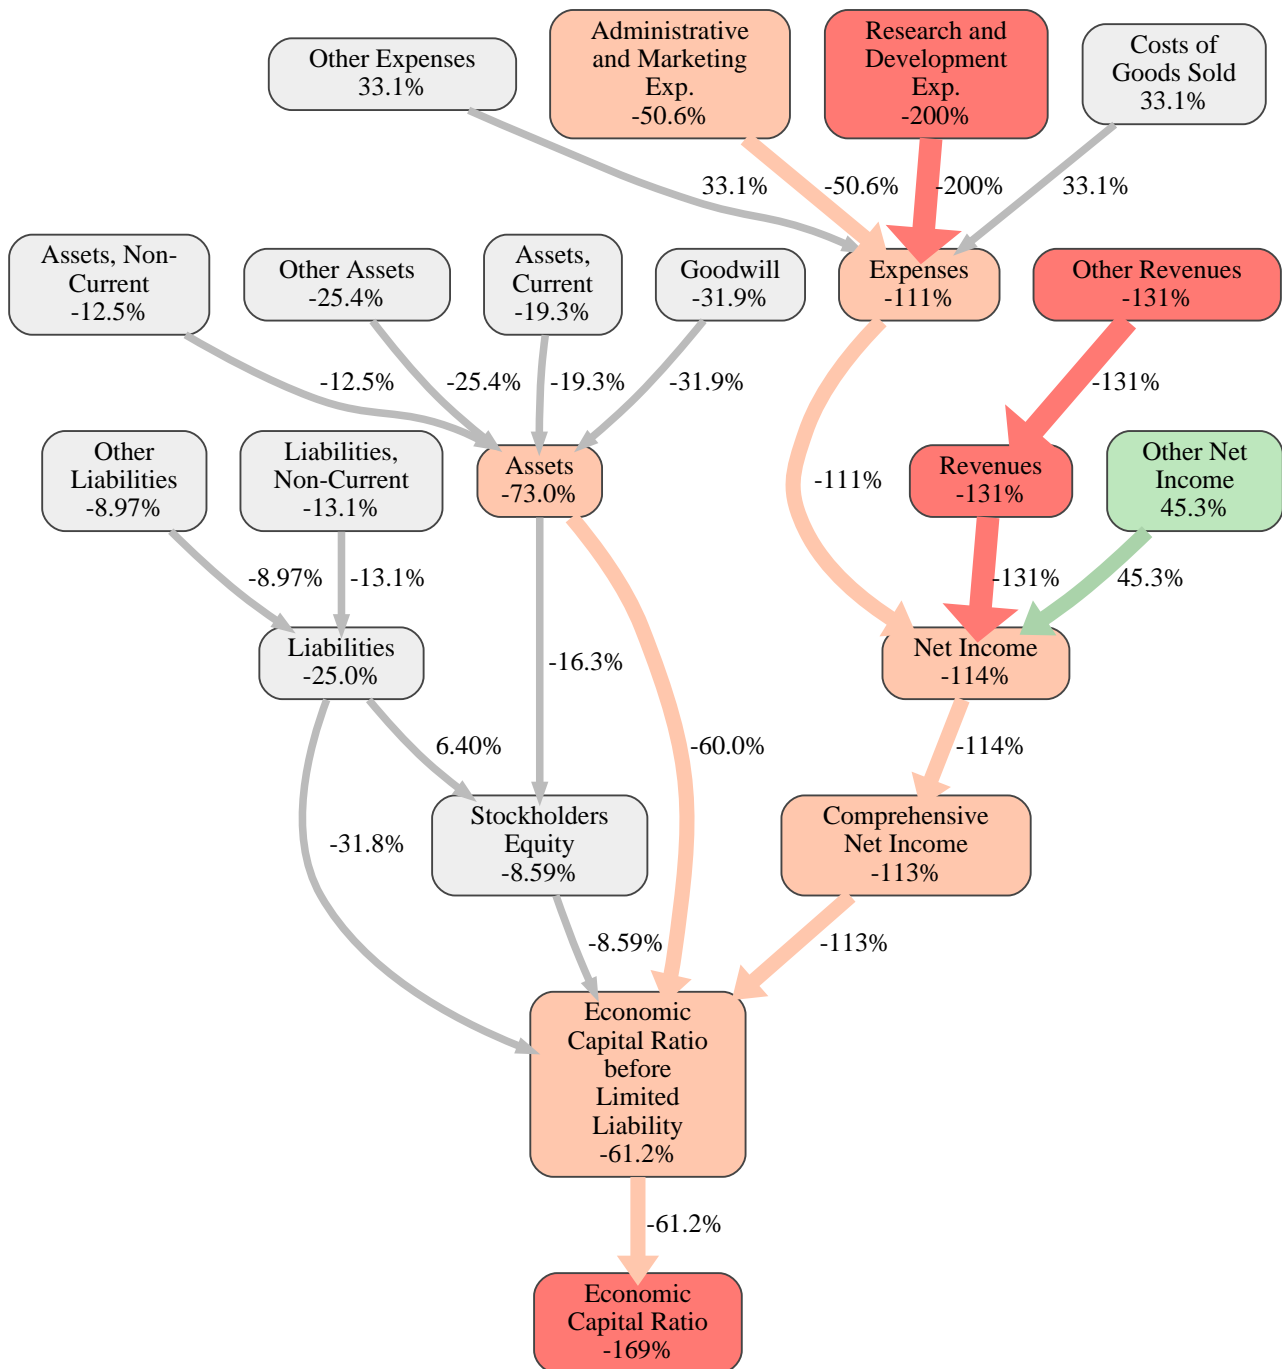 Other Expenses
33.1%
Administrative
and Marketing
Exp.
-50.6%
Research and
Development
Exp.
-200%
Costs of
Goods Sold
33.1%
33.1%
-50.6%
-200%
33.1%
Assets, Non-
Current
-12.5%
Other Assets
-25.4%
Assets,
Current
-19.3%
Goodwill
-31.9%
Expenses
-111%
Other Revenues
-131%
-12.5%
-25.4%
-19.3%
-31.9%
-131%
Other
Liabilities
-8.97%
Liabilities,
Non-Current
-13.1%
Assets
-73.0%
-111%
Revenues
-131%
Other Net
Income
45.3%
-8.97%
-13.1%
-131%
45.3%
Liabilities
-25.0%
-16.3%
Net Income
-114%
6.40%
-60.0%
-114%
-31.8%
Stockholders
Equity
-8.59%
Comprehensive
Net Income
-113%
-8.59%
-113%
Economic
Capital Ratio
before
Limited
Liability
-61.2%
-61.2%
Economic
Capital Ratio
-169%